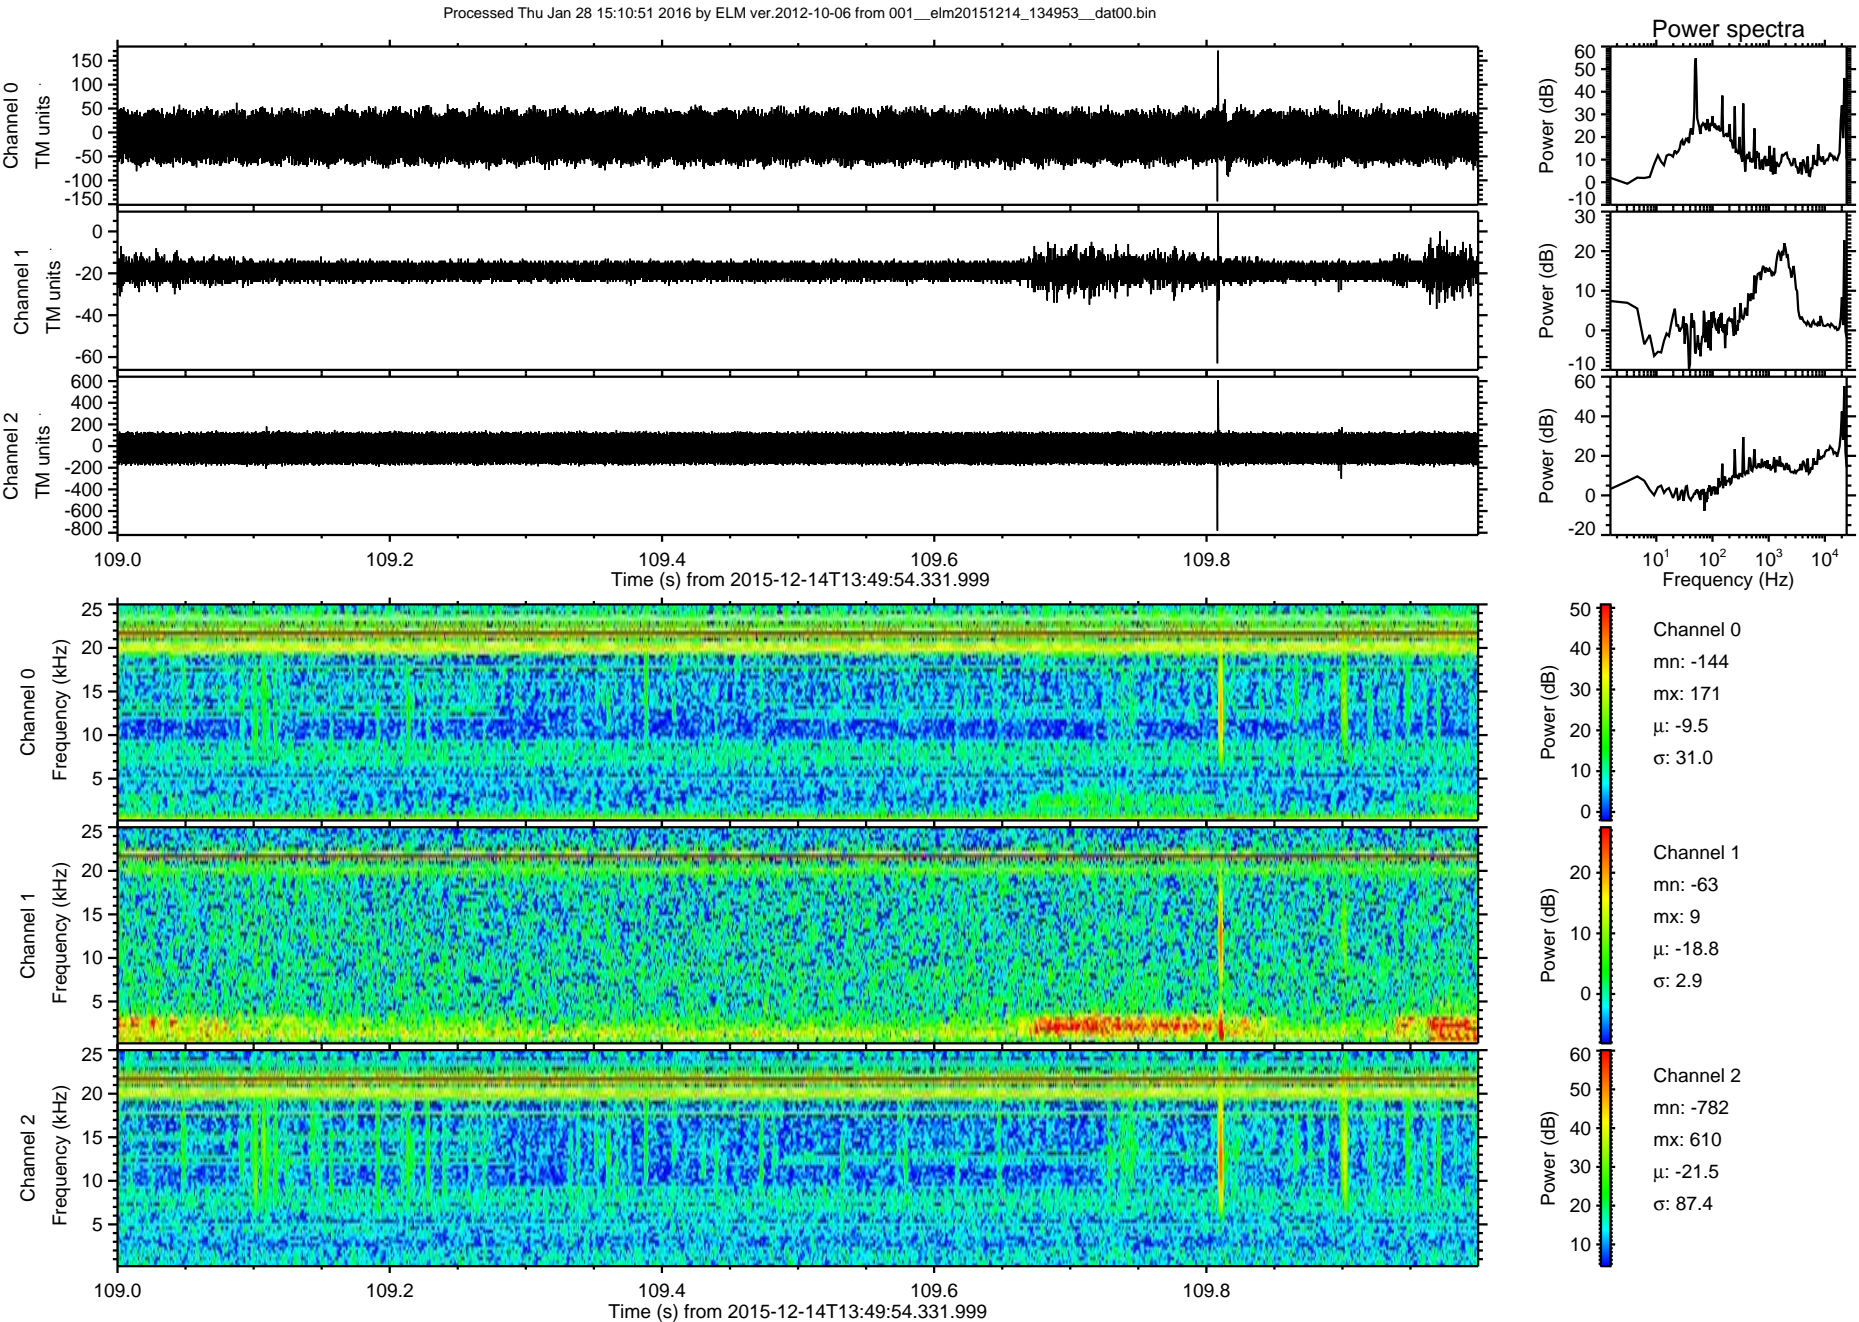 Processed Thu Jan 28 15:10:51 2016 by ELM ver.2012-10-06 from 001__elm20151214_134953__dat00.bin
Power spectra
Channel 0
TM units
150
100
50
0
-50
-100
-150
Power (dB)
60
50
40
30
20
10
0
-10
Channel 1
TM units
0
-20
-40
-60
Power (dB)
30
20
10
0
-10
Channel 2
TM units
600
400
200
0
-200
-400
-600
-800
Power (dB)
60
40
20
0
-20
109.0 109.2 109.4 109.6 109.8
Time (s) from 2015-12-14T13:49:54.331.999
10¹ 10² 10³ 10⁴
Frequency (Hz)
Channel 0
Frequency (kHz)
25
20
15
10
5
Power (dB)
50
40
30
20
10
0
Channel 0
mn: -144
mx: 171
µ: -9.5
σ: 31.0
Channel 1
Frequency (kHz)
25
20
15
10
5
Power (dB)
20
10
0
Channel 1
mn: -63
mx: 9
µ: -18.8
σ: 2.9
Channel 2
Frequency (kHz)
25
20
15
10
5
Power (dB)
60
50
40
30
20
10
Channel 2
mn: -782
mx: 610
µ: -21.5
σ: 87.4
109.0 109.2 109.4 109.6 109.8
Time (s) from 2015-12-14T13:49:54.331.999